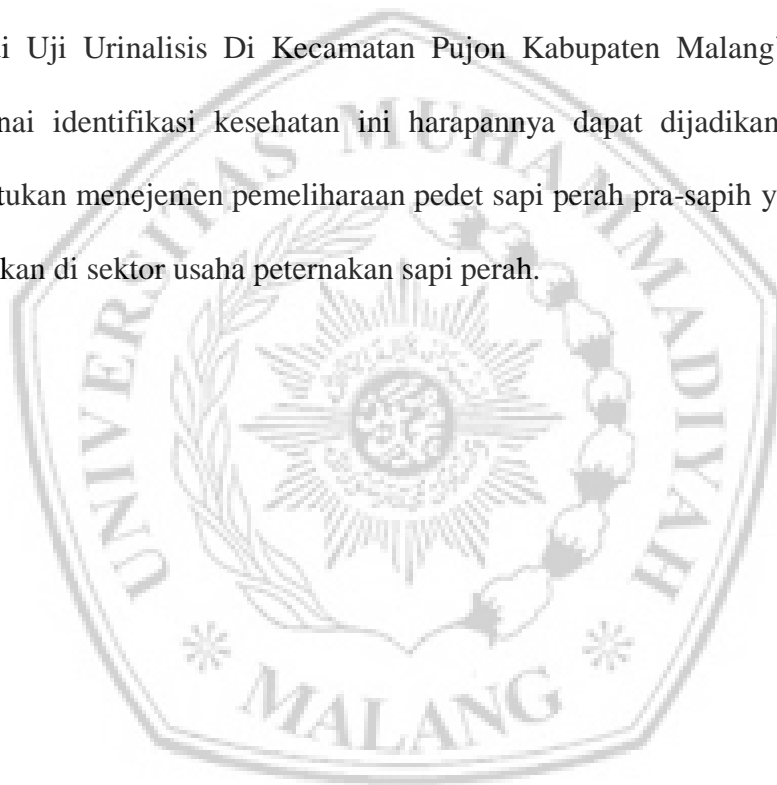 i Uji Urinalisis Di Kecamatan Pujon Kabupaten Malang"
nai identifikasi kesehatan ini harapannya dapat dijadikan
tukan menejemen pemeliharaan pedet sapi perah pra-sapih y
kan di sektor usaha peternakan sapi perah.
UNIVERSITAS MUHAMMADIYAH
MALANG